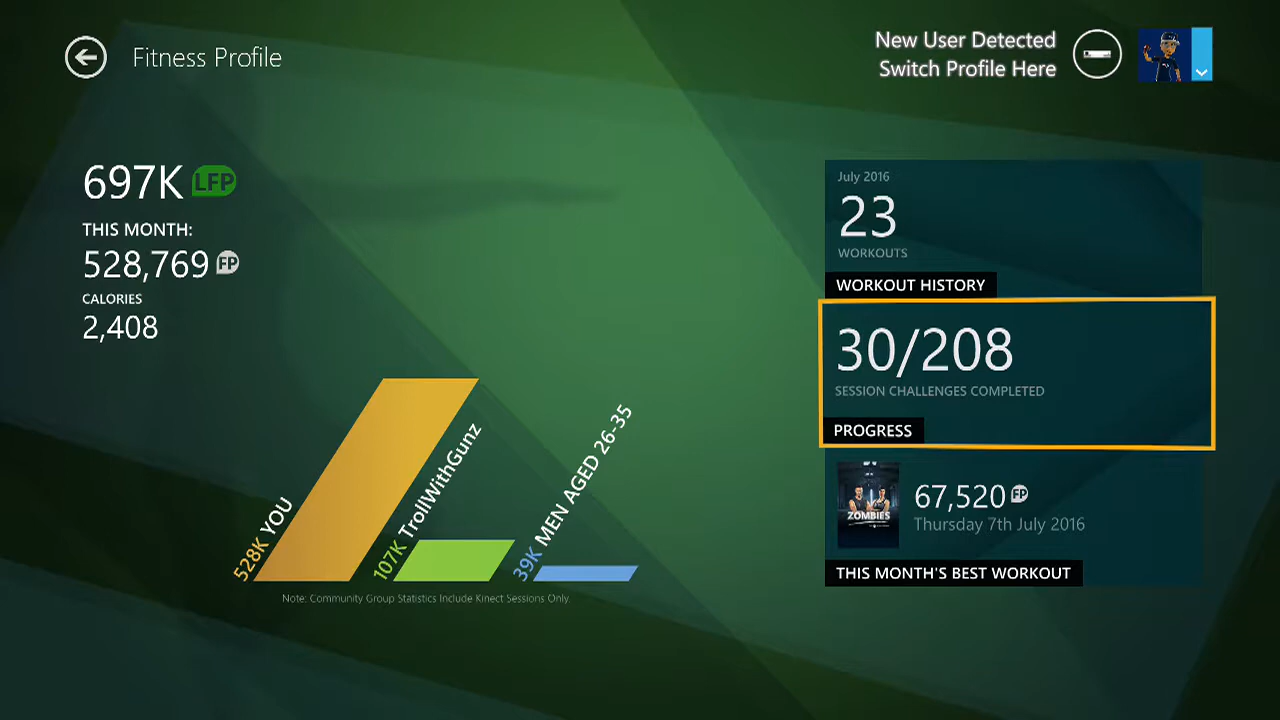 Fitness Profile
New User Detected
Switch Profile Here
697K LFP
THIS MONTH:
528,769 FP
CALORIES
2,408
528K YOU
107K TrollWithGunz
39K MEN AGED 26-35
Note: Community Group Statistics Include Kinect Sessions Only.
July 2016
23
WORKOUTS
WORKOUT HISTORY
30/208
SESSION CHALLENGES COMPLETED
PROGRESS
ZOMBIES
67,520 FP
Thursday 7th July 2016
THIS MONTH'S BEST WORKOUT